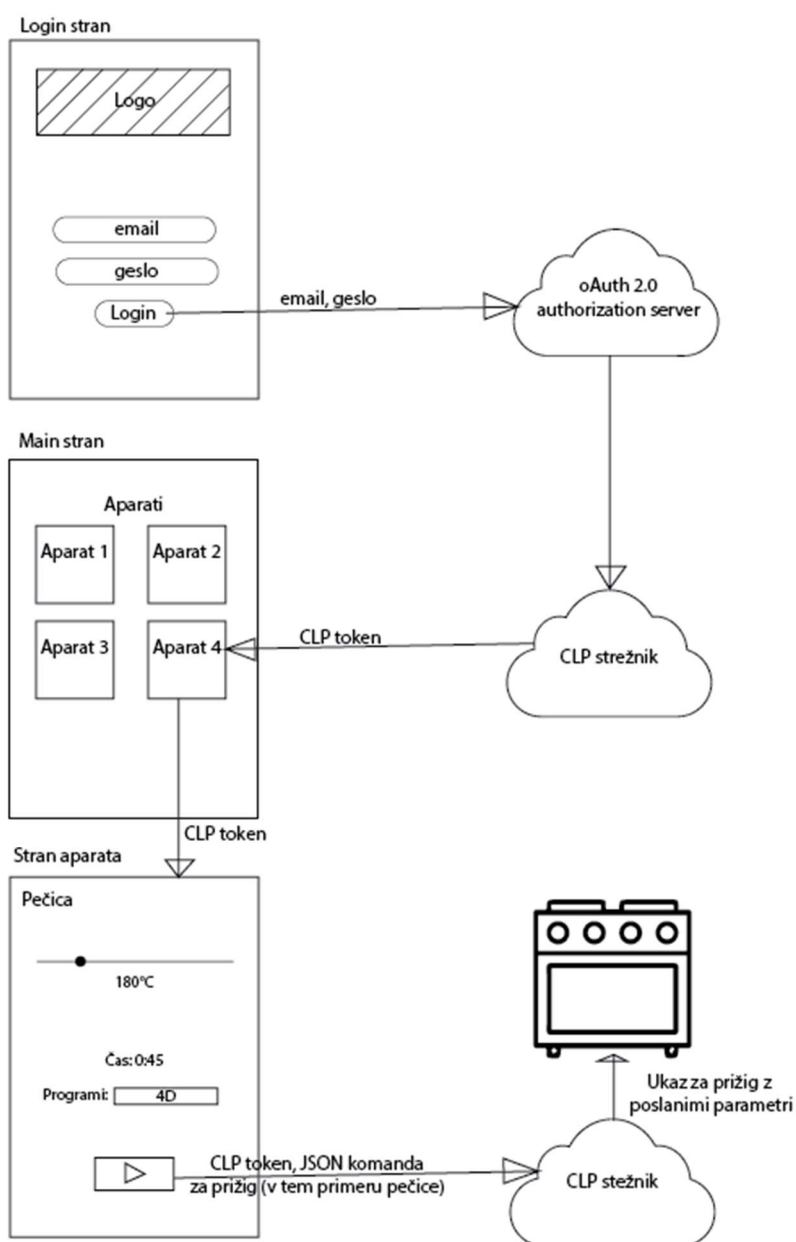 Login stran
Logo
email
geslo
Login
email, geslo
oAuth 2.0
authorization server
Main stran
Aparati
Aparat 1
Aparat 2
Aparat 3
Aparat 4
CLP token
CLP strežnik
CLP token
Stran aparata
Pečica
180°C
Čas: 0:45
Programi:
4D
CLP token, JSON komanda
za prižig (v tem primeru pečice)
CLP stežnik
Ukaz za prižig z
poslanimi parametri